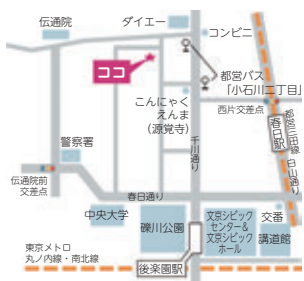 伝通院
ダイエー
コンビニ
ココ
都営バス
「小石川二丁目」
こんにゃく
えんま
(源覚寺)
西片交差点
千川通り
都営三田線
春日駅
白山通り
警察署
伝通院前
交差点
春日通り
中央大学
礫川公園
文京シビック
センター&
文京シビック
ホール
交番
講道館
東京メトロ
丸ノ内線・南北線
後楽園駅